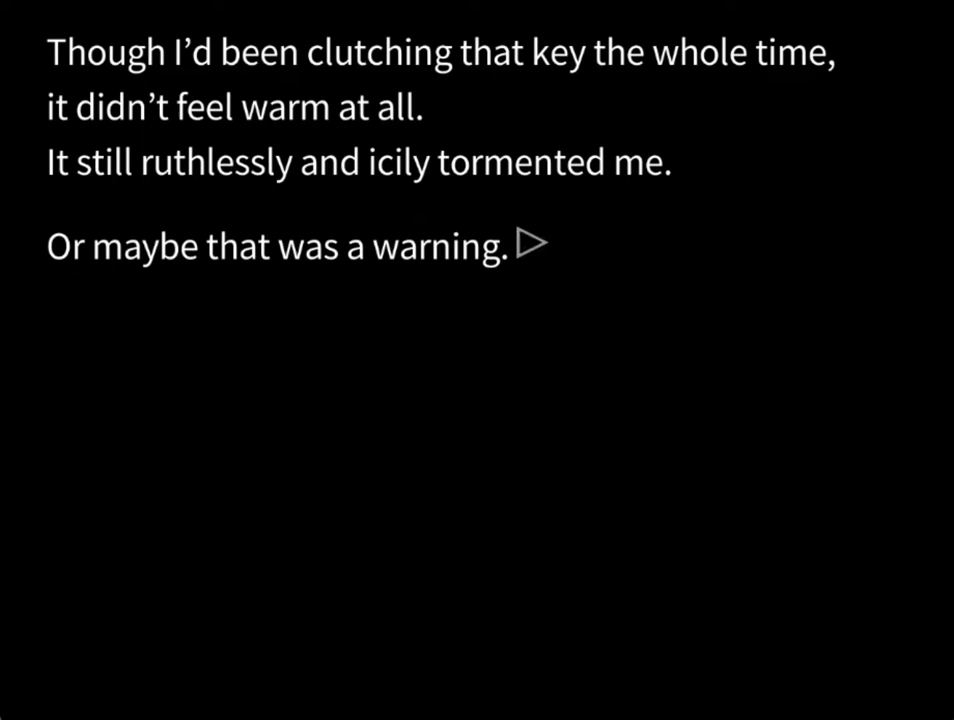 Though I’d been clutching that key the whole time,
it didn’t feel warm at all.
It still ruthlessly and icily tormented me.
Or maybe that was a warning.